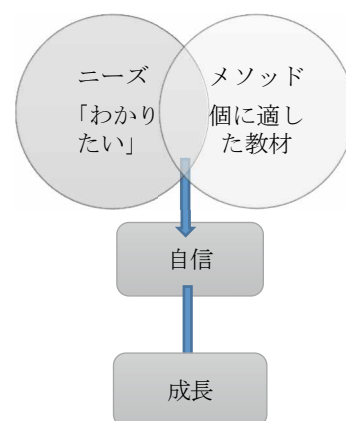 ニーズ
「わかり
たい」
メソッド
個に適し
た教材
自信
成長